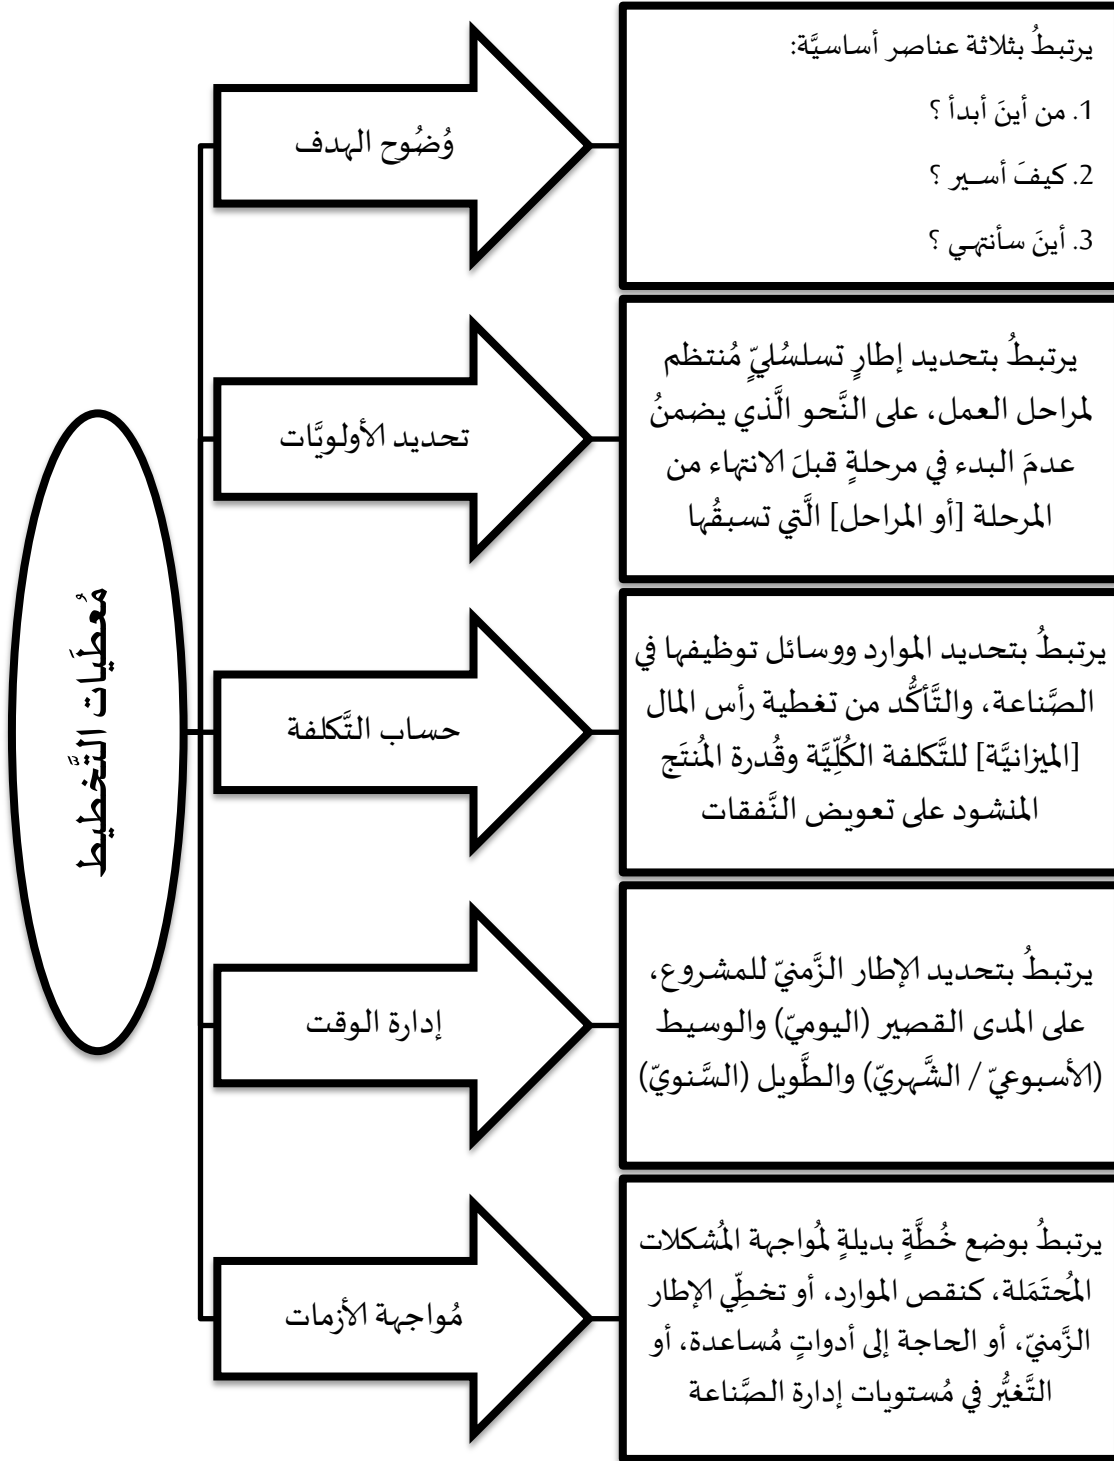 مُعطَيات التَّخطيط
وُضُوح الهدف
يرتبطُ بثلاثة عناصر أساسيَّة:
1. من أينَ أبدأ ؟
2. كيفَ أسـير ؟
3. أينَ سأنتهـي ؟
تحديد الأولويَّات
يرتبطُ بتحديد إطارٍ تسلسُليٍّ مُنتظم
لمراحل العمل، على النَّحو الَّذي يضمنُ
عدمَ البدء في مرحلةٍ قبلَ الانتهاء من
المرحلة [أو المراحل] الَّتي تسبقُها
حساب التَّكلفة
يرتبطُ بتحديد الموارد ووسائل توظيفها في
الصَّناعة، والتَّأكُّد من تغطية رأس المال
[الميزانيَّة] للتَّكلفة الكُلِّيَّة وقُدرة المُنتَج
المنشود على تعويض النَّفقات
إدارة الوقت
يرتبطُ بتحديد الإطار الزَّمنيّ للمشروع،
على المدى القصير (اليوميّ) والوسيط
(الأسبوعيّ / الشَّهريّ) والطَّويل (السَّنويّ)
مُواجهة الأزمات
يرتبطُ بوضع خُطَّةٍ بديلةٍ لمُواجهة المُشكلات
المُحتَمَلة، كنقص الموارد، أو تخطِّي الإطار
الزَّمنيّ، أو الحاجة إلى أدواتٍ مُساعدة، أو
التَّغيُّر في مُستويات إدارة الصَّناعة